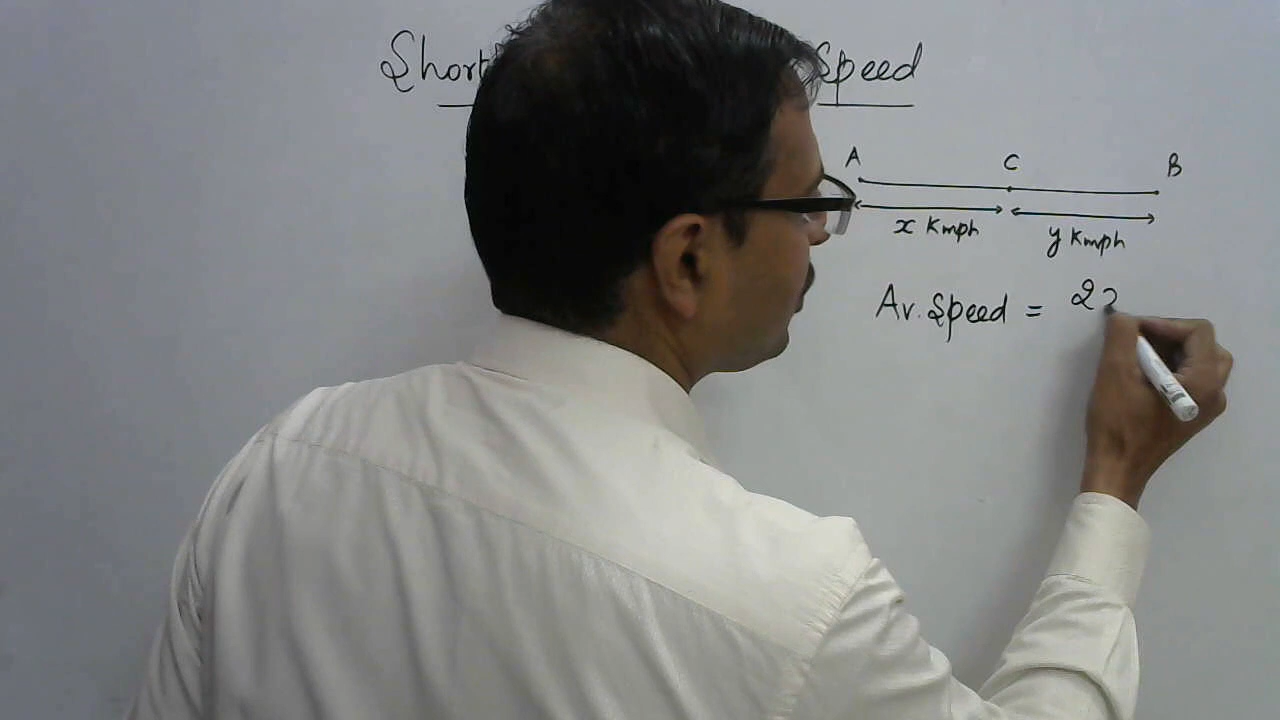 Short Speed
A C B
x Kmph y Kmph
Av. Speed = 2